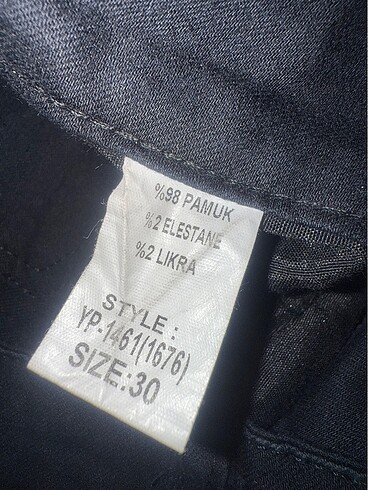 %98 PAMUK
%2 ELESTANE
%2 LIKRA
STYLE :
YP-1461(1676)
SIZE:30